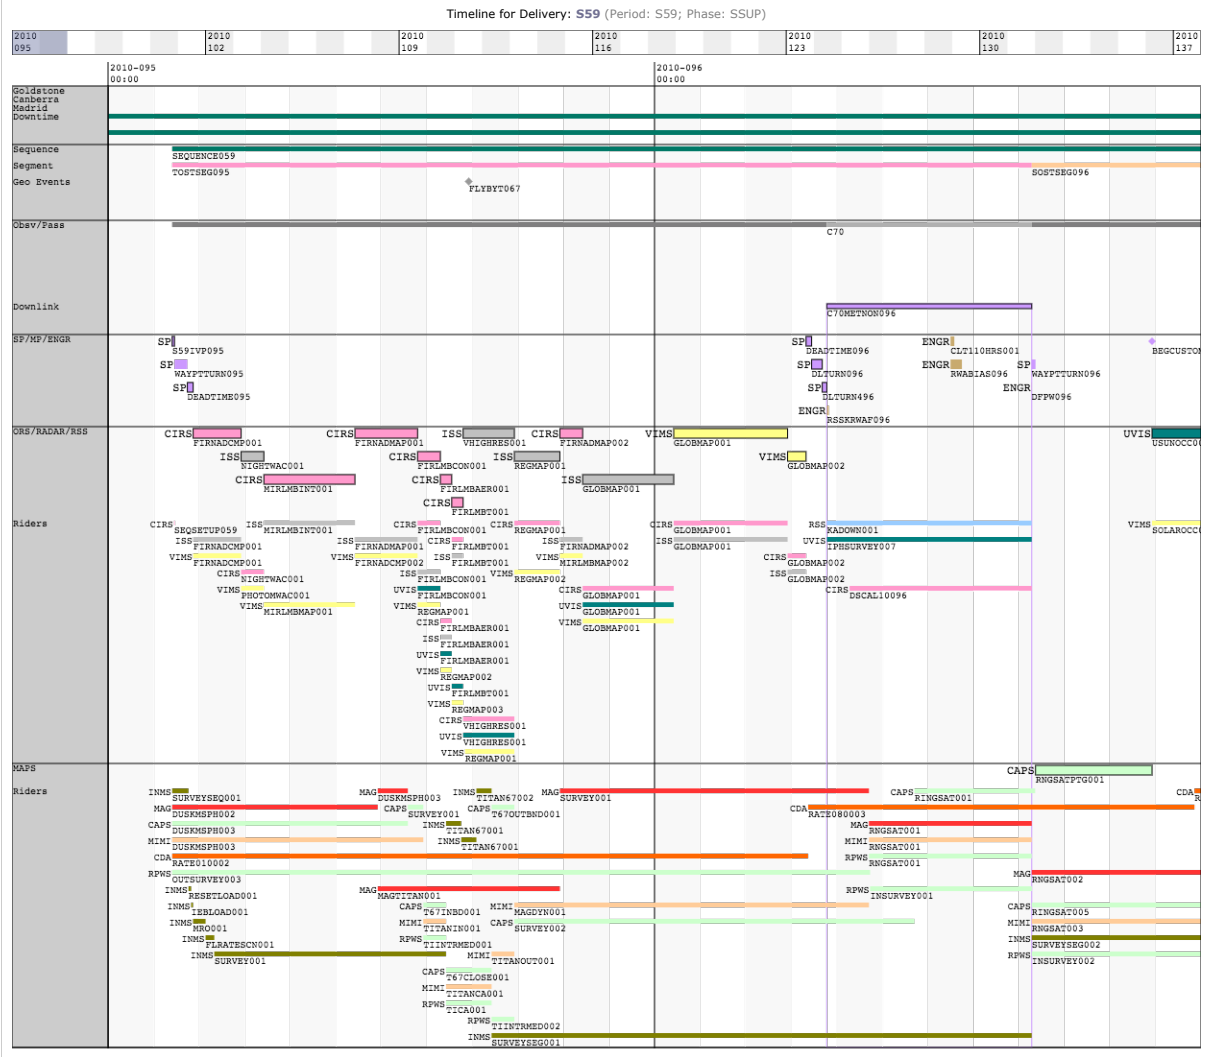 Timeline for Delivery: S59 (Period: S59; Phase: SSUP)
2010 2010 2010 2010 2010 2010 2010
095 102 109 116 123 130 137
2010-095 2010-096
00:00 00:00
Goldstone
Canberra
Madrid
Downtime
Sequence
SEQUENCE059
Segment
TOSTSEG095 SOSTSEG096
Geo Events
FLYBYT067
Obsv/Pass
C70
Downlink
C70METNON096
SP/MP/ENGR SP SP ENGR
S59IVP095 DEADTIME096 CLT110HRS001 BEGCUSTO
SP SP ENGR SP
WAYPTTURN095 DLTURN096 RWABIAS096 WAYPTTURN096
SP SP ENGR
DEADTIME095 DLTURN496 DFPW096
ENGR
RSSKRWAF096
ORS/RADAR/RSS CIRS CIRS ISS CIRS VIMS UVIS
FIRNADCMP001 FIRNADMAP001 VHIGHRES001 FIRNADMAP002 GLOBMAP001 USUNOCC0
ISS CIRS ISS VIMS
NIGHTWAC001 FIRLMBCON001 REGMAP001 GLOBMAP002
CIRS CIRS ISS
MIRLMBINT001 FIRLMBAER001 GLOBMAP001
CIRS
FIRLMBT001
Riders CIRS ISS CIRS CIRS CIRS RSS VIMS
SEQSETUP059 MIRLMBINT001 FIRLMBCON001 REGMAP001 GLOBMAP001 KADOWN001 SOLAROCC
ISS ISS CIRS ISS ISS UVIS
FIRNADCMP001 FIRNADMAP001 FIRLMBT001 FIRNADMAP002 GLOBMAP001 IPHSURVEY007
VIMS VIMS ISS VIMS CIRS
FIRNADCMP001 FIRNADCMP002 FIRLMBT001 MIRLMBMAP002 GLOBMAP002
CIRS ISS VIMS ISS
NIGHTWAC001 FIRLMBCON001 REGMAP002 GLOBMAP002
VIMS UVIS CIRS CIRS
PHOTOMWAC001 FIRLMBCON001 GLOBMAP001 DSCAL10096
VIMS VIMS UVIS
MIRLMBMAP001 REGMAP001 GLOBMAP001
CIRS VIMS
FIRLMBAER001 GLOBMAP001
ISS
FIRLMBAER001
UVIS
FIRLMBAER001
VIMS
REGMAP002
UVIS
FIRLMBT001
VIMS
REGMAP003
CIRS
VHIGHRES001
UVIS
VHIGHRES001
VIMS
REGMAP001
MAPS CAPS
RNGSATPTG001
Riders INMS MAG INMS MAG CAPS CDA
SURVEYSEQ001 DUSKMSPH003 TITAN67002 SURVEY001 RINGSAT001 R
MAG CAPS CAPS CDA
DUSKMSPH002 SURVEY001 T67OUTBND001 RATE080003
CAPS INMS MAG
DUSKMSPH003 TITAN67001 RNGSAT001
MIMI INMS MIMI
DUSKMSPH003 TITAN67001 RNGSAT001
CDA RPWS
RATE010002 RNGSAT001
RPWS MAG
OUTSURVEY003 RNGSAT002
INMS MAG RPWS
RESETLOAD001 MAGTITAN001 INSURVEY001
INMS CAPS MIMI CAPS
IEBLOAD001 T67INBD001 MAGDYN001 RINGSAT005
INMS MIMI CAPS MIMI
MRO001 TITANIN001 SURVEY002 RNGSAT003
INMS RPWS INMS
FLRATESCN001 TIINTRMED001 SURVEYSEG002
INMS MIMI RPWS
SURVEY001 TITANOUT001 INSURVEY002
CAPS
T67CLOSE001
MIMI
TITANCA001
RPWS
TICA001
RPWS
TIINTRMED002
INMS
SURVEYSEG001